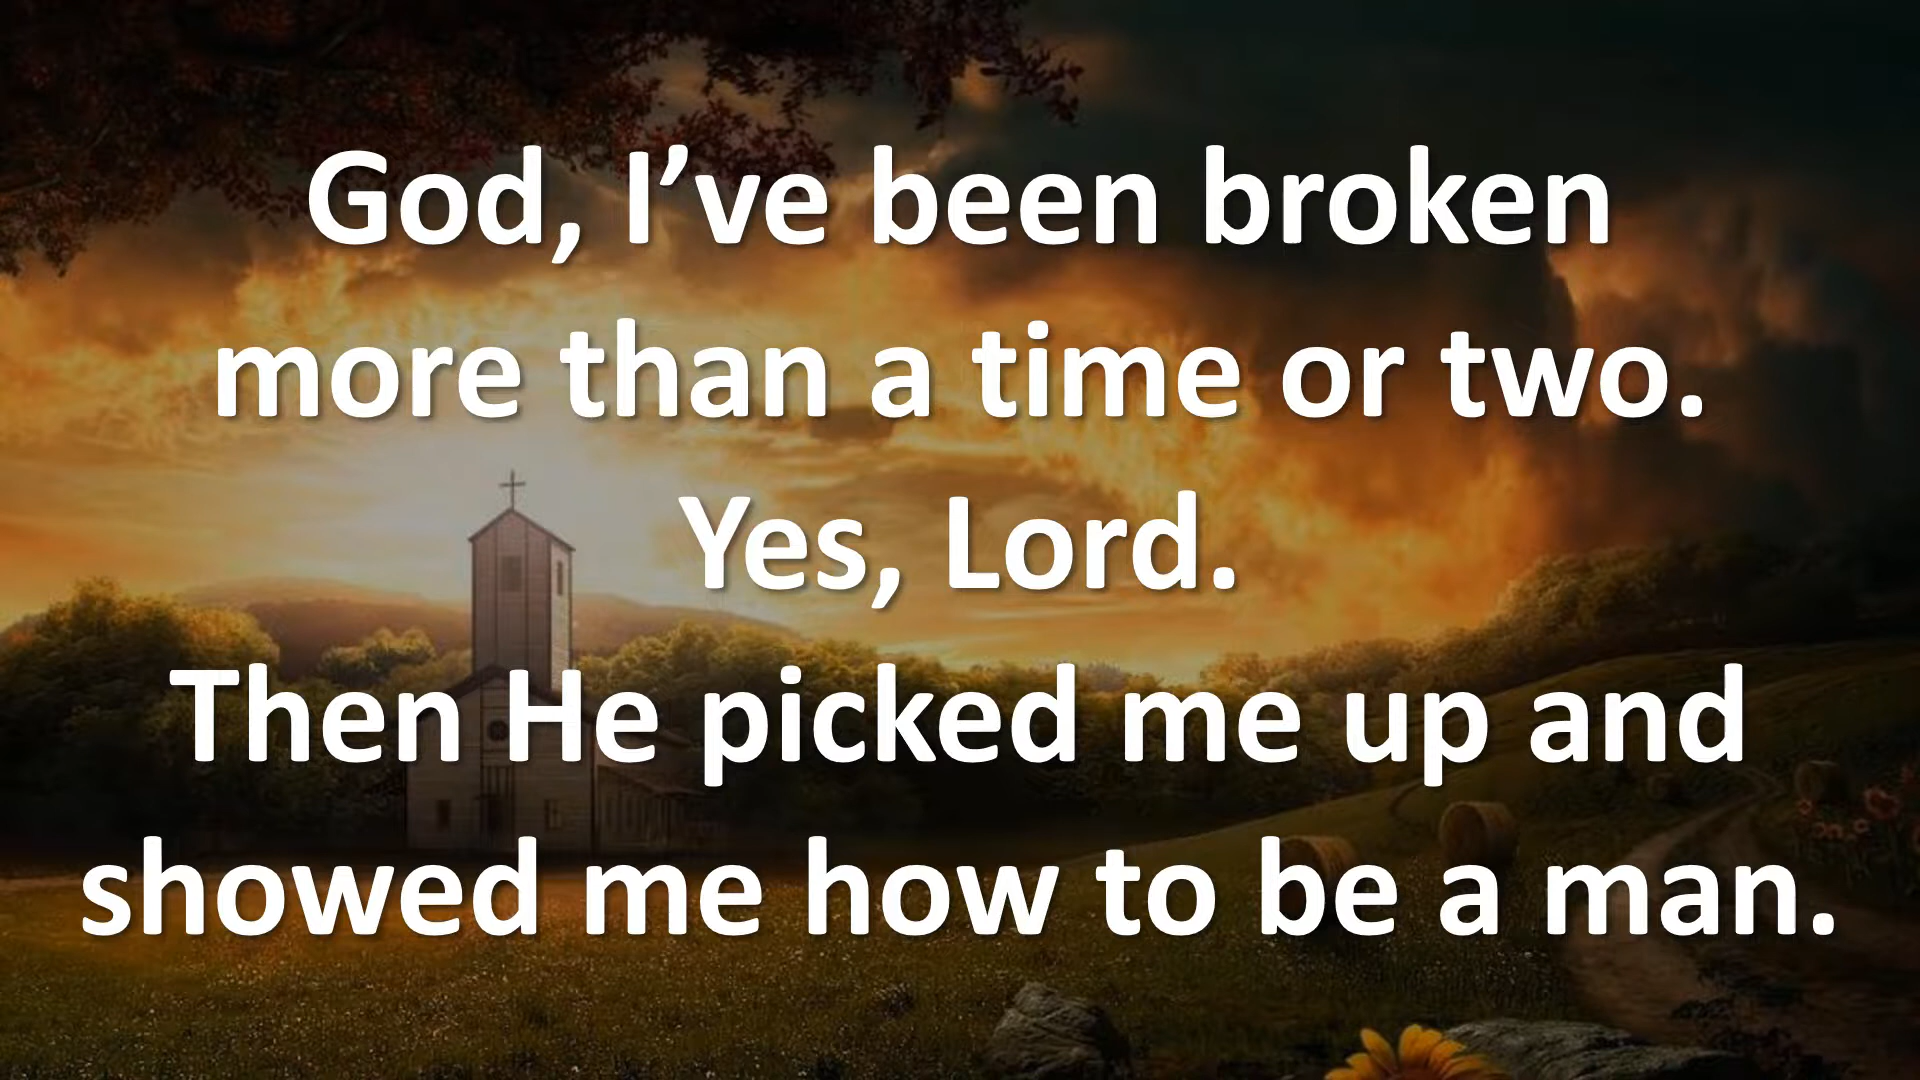 God, I’ve been broken
more than a time or two.
Yes, Lord.
Then He picked me up and
showed me how to be a man.